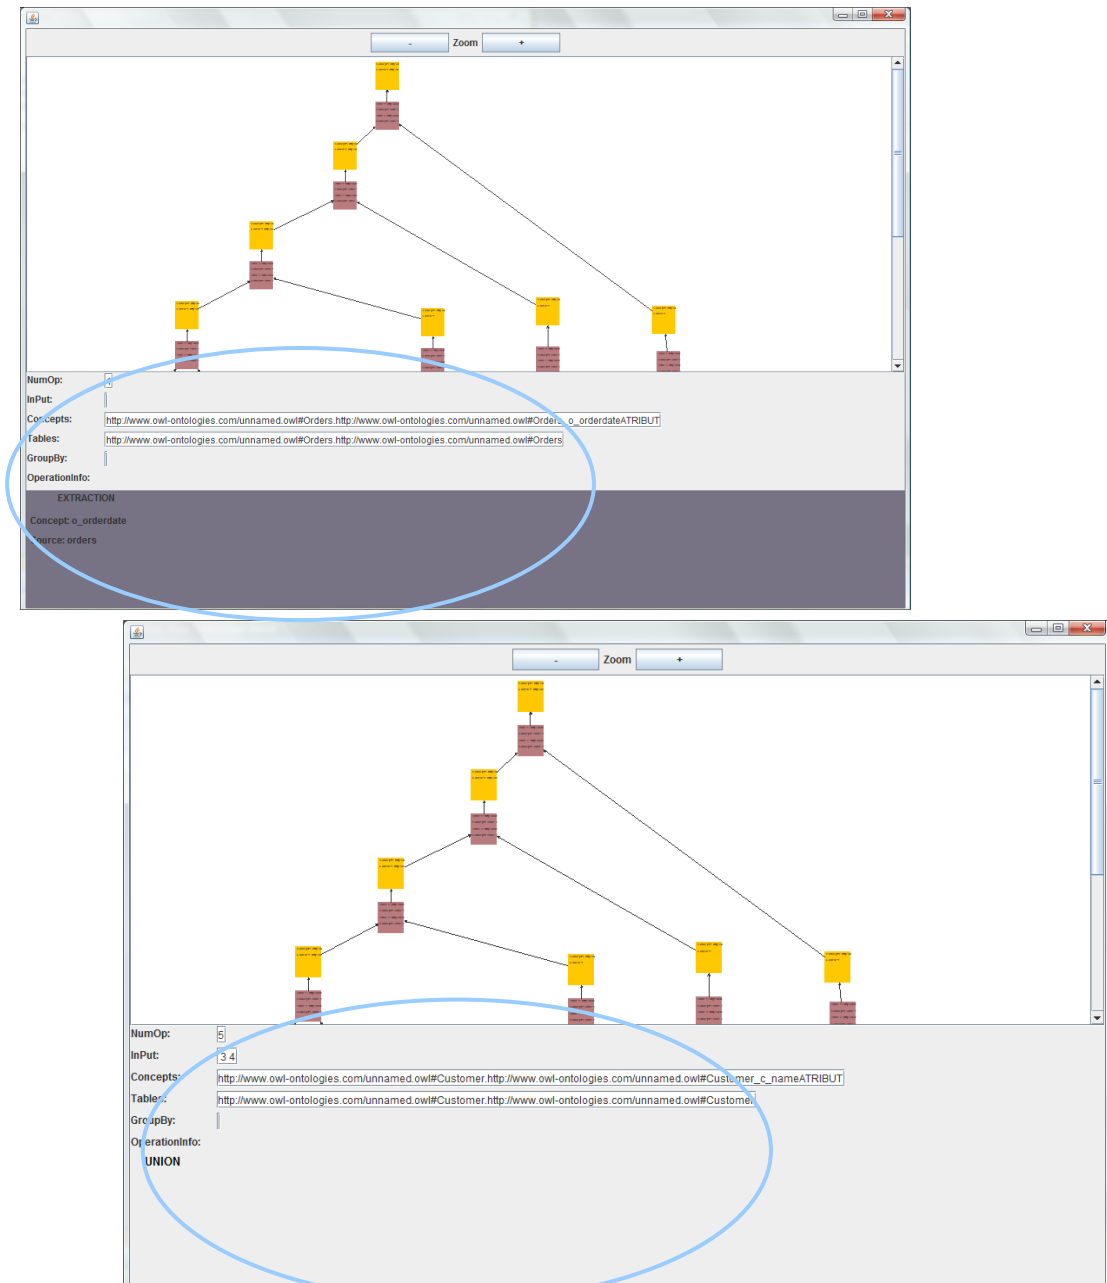 - Zoom +
NumOp:
InPut:
Concepts: http://www.owl-ontologies.com/unnamed.owl#Orders.http://www.owl-ontologies.com/unnamed.owl#Orders_o_orderdateATRIBUT
Tables: http://www.owl-ontologies.com/unnamed.owl#Orders.http://www.owl-ontologies.com/unnamed.owl#Orders
GroupBy:
OperationInfo:
EXTRACTION
Concept: o_orderdate
Source: orders
- Zoom +
NumOp: 5
InPut: 3 4
Concepts: http://www.owl-ontologies.com/unnamed.owl#Customer.http://www.owl-ontologies.com/unnamed.owl#Customer_c_nameATRIBUT
Tables: http://www.owl-ontologies.com/unnamed.owl#Customer.http://www.owl-ontologies.com/unnamed.owl#Customer
GroupBy:
OperationInfo:
UNION